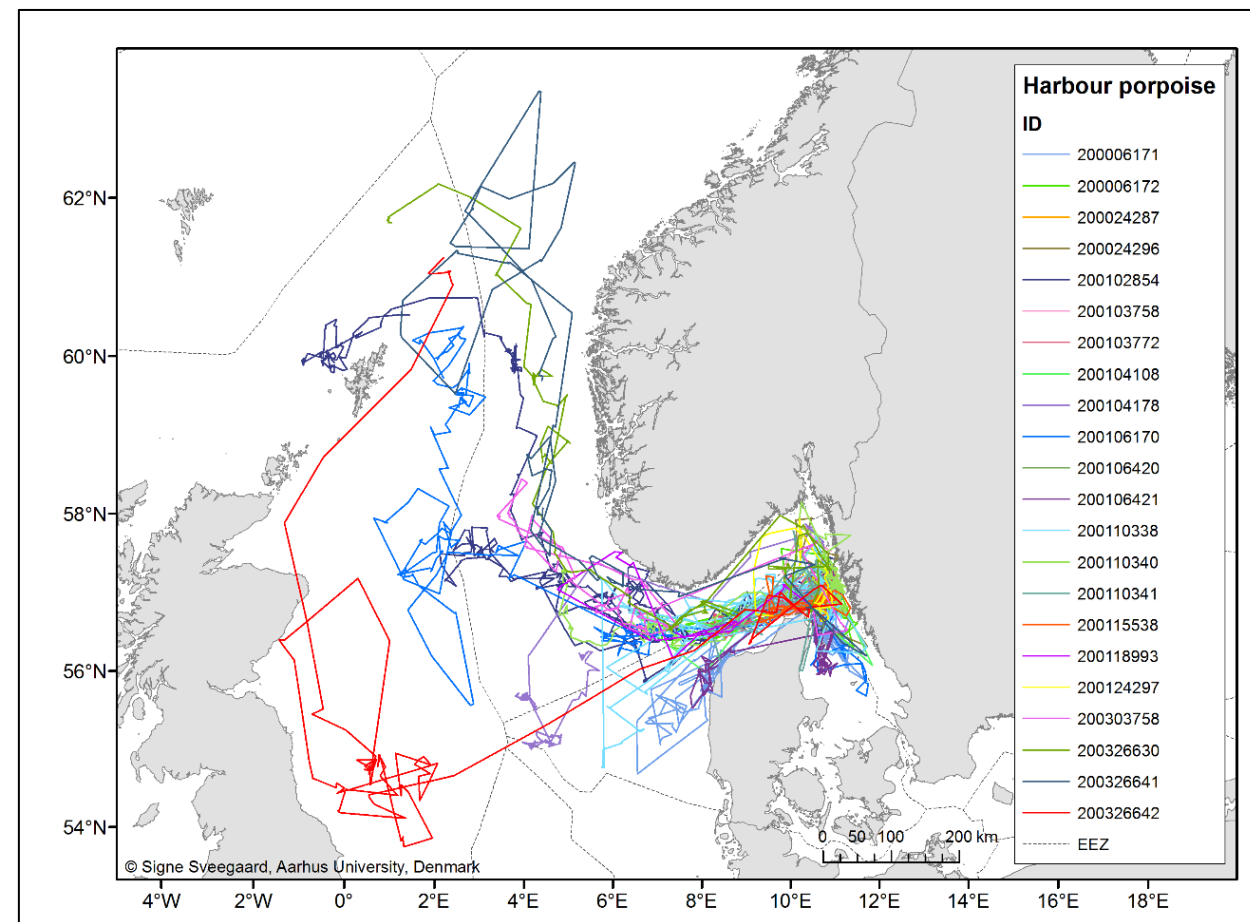 Harbour porpoise
ID
200006171
200006172
200024287
200024296
200102854
200103758
200103772
200104108
200104178
200106170
200106420
200106421
200110338
200110340
200110341
200115538
200118993
200124297
200303758
200326630
200326641
200326642
EEZ
62°N
60°N
58°N
56°N
54°N
0 50 100 200 km
© Signe Sveegaard, Aarhus University, Denmark
4°W 2°W 0° 2°E 4°E 6°E 8°E 10°E 12°E 14°E 16°E 18°E